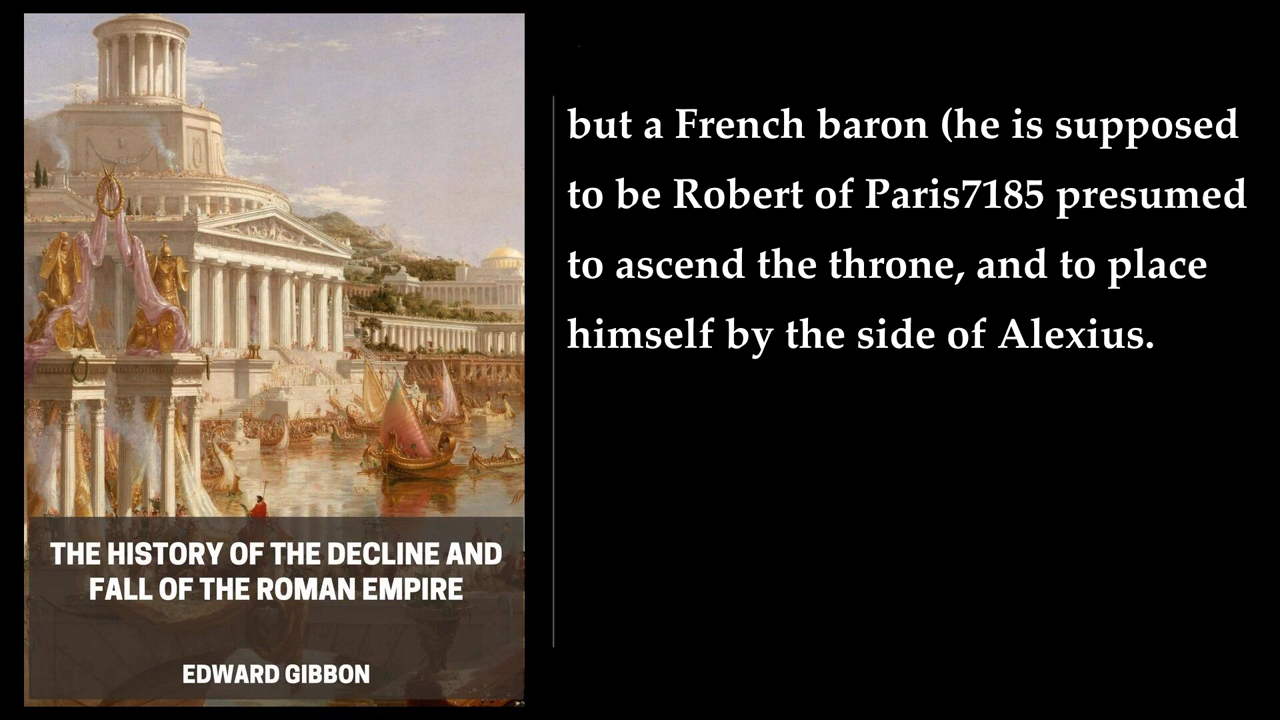 but a French baron (he is supposed
to be Robert of Paris7185 presumed
to ascend the throne, and to place
himself by the side of Alexius.
THE HISTORY OF THE DECLINE AND
FALL OF THE ROMAN EMPIRE
EDWARD GIBBON